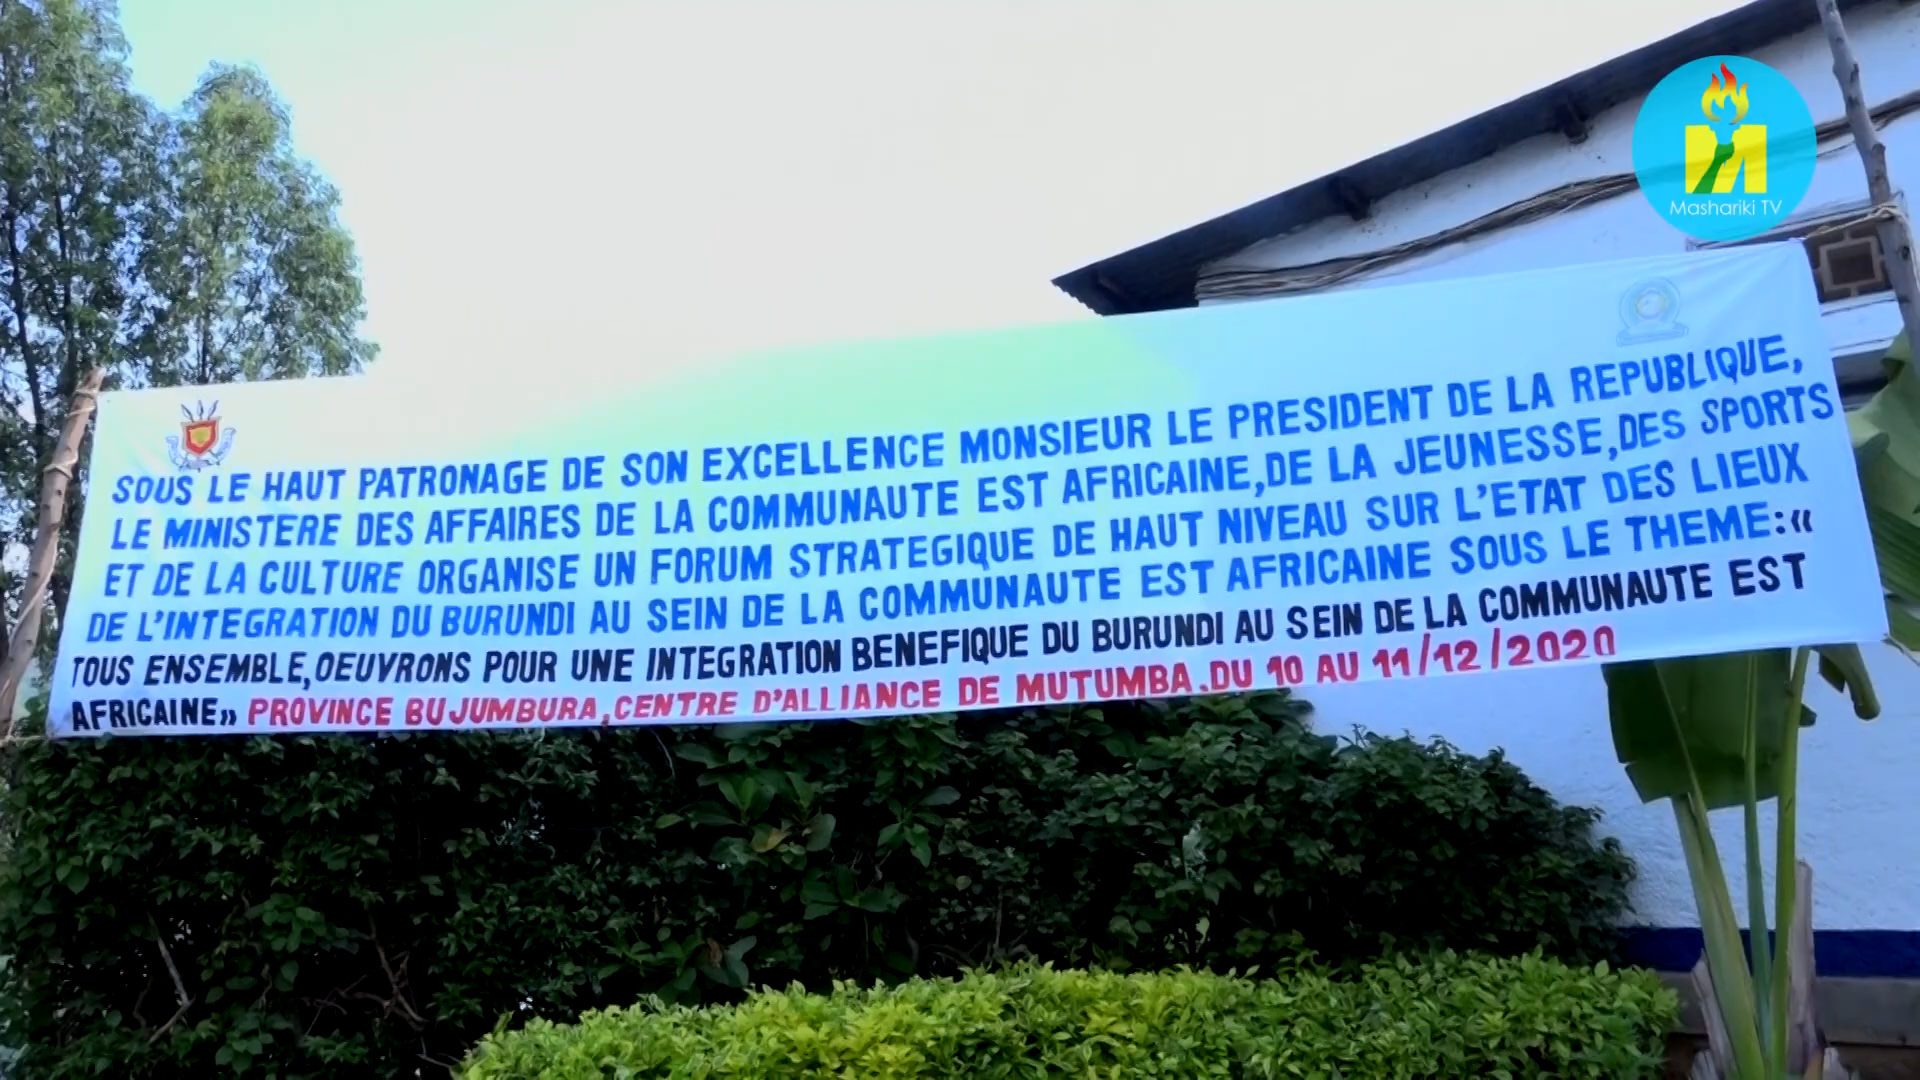 Mashariki TV
SOUS LE HAUT PATRONAGE DE SON EXCELLENCE MONSIEUR LE PRESIDENT DE LA REPUBLIQUE,
LE MINISTERE DES AFFAIRES DE LA COMMUNAUTE EST AFRICAINE,DE LA JEUNESSE,DES SPORTS
ET DE LA CULTURE ORGANISE UN FORUM STRATEGIQUE DE HAUT NIVEAU SUR L'ETAT DES LIEUX
DE L'INTEGRATION DU BURUNDI AU SEIN DE LA COMMUNAUTE EST AFRICAINE SOUS LE THEME:«
TOUS ENSEMBLE,OEUVRONS POUR UNE INTEGRATION BENEFIQUE DU BURUNDI AU SEIN DE LA COMMUNAUTE EST
AFRICAINE» PROVINCE BUJUMBURA,CENTRE D'ALLIANCE DE MUTUMBA,DU 10 AU 11/12/2020